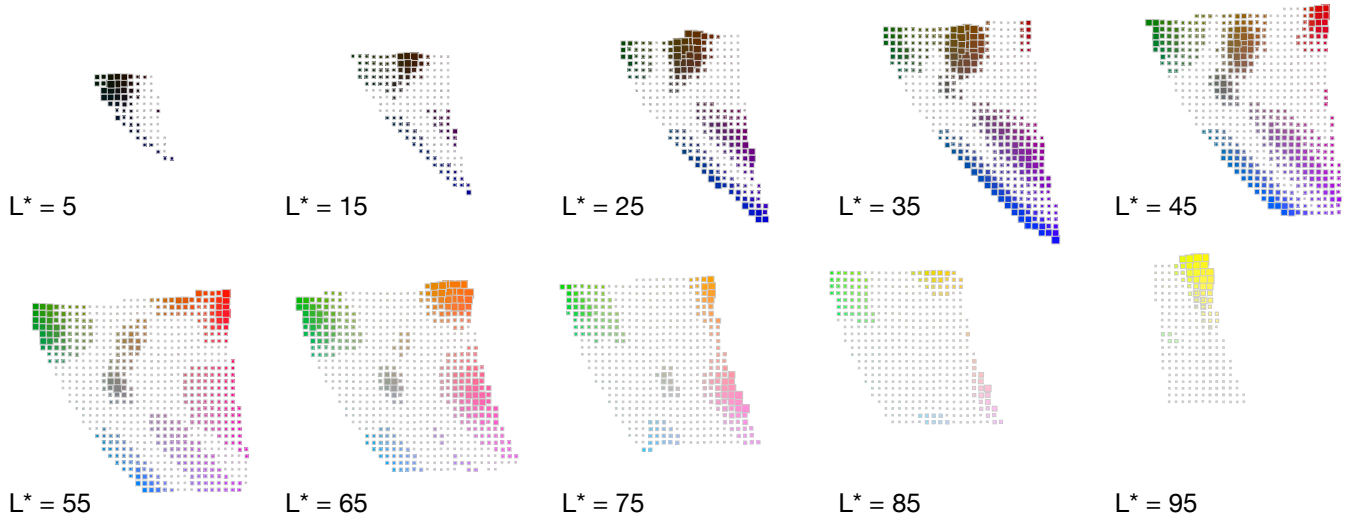 L* = 5
L* = 15
L* = 25
L* = 35
L* = 45
L* = 55
L* = 65
L* = 75
L* = 85
L* = 95